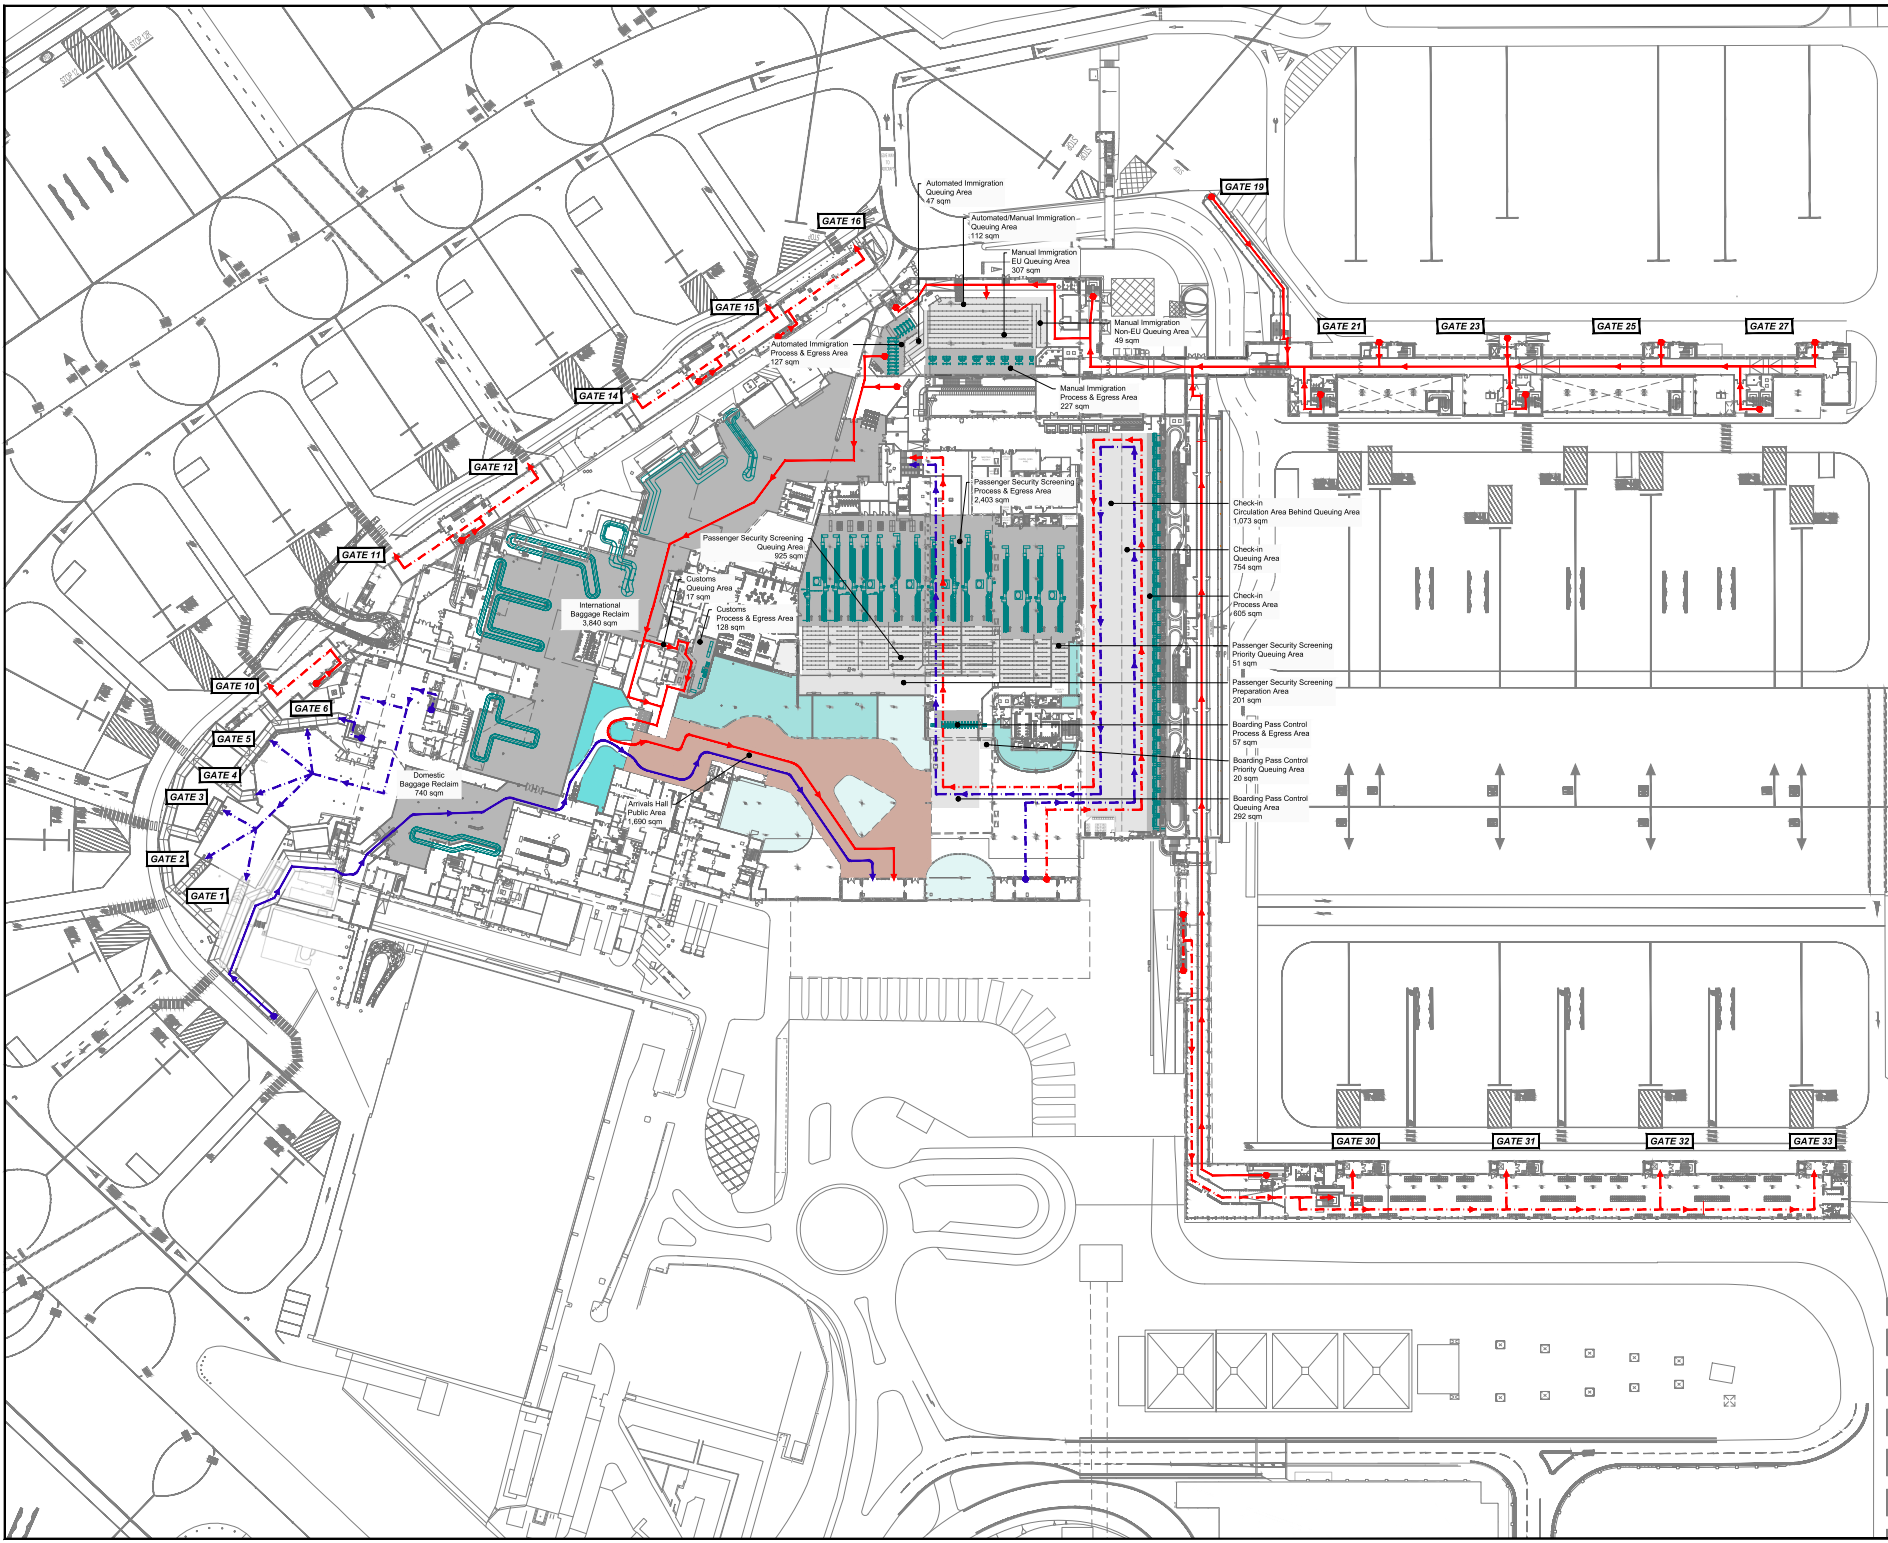 STOP 12R
STOP 12
GATE 19
GATE 16
GATE 15
GATE 14
GATE 12
GATE 11
GATE 10
GATE 6
GATE 5
GATE 4
GATE 3
GATE 2
GATE 1
GATE 21
GATE 23
GATE 25
GATE 27
GATE 30
GATE 31
GATE 32
GATE 33
Automated Immigration
Queuing Area
47 sqm
Automated/Manual Immigration
Queuing Area
112 sqm
Manual Immigration
EU Queuing Area
307 sqm
Manual Immigration
Non-EU Queuing Area
49 sqm
Automated Immigration
Process & Egress Area
127 sqm
Manual Immigration
Process & Egress Area
227 sqm
Passenger Security Screening
Process & Egress Area
2,403 sqm
Passenger Security Screening
Queuing Area
925 sqm
Customs
Queuing Area
17 sqm
Customs
Process & Egress Area
128 sqm
International
Baggage Reclaim
3,840 sqm
Domestic
Baggage Reclaim
740 sqm
Arrivals Hall
Public Area
1,690 sqm
Check-in
Circulation Area Behind Queuing Area
1,073 sqm
Check-in
Queuing Area
754 sqm
Check-in
Process Area
605 sqm
Passenger Security Screening
Priority Queuing Area
51 sqm
Passenger Security Screening
Preparation Area
201 sqm
Boarding Pass Control
Process & Egress Area
57 sqm
Boarding Pass Control
Priority Queuing Area
20 sqm
Boarding Pass Control
Queuing Area
292 sqm